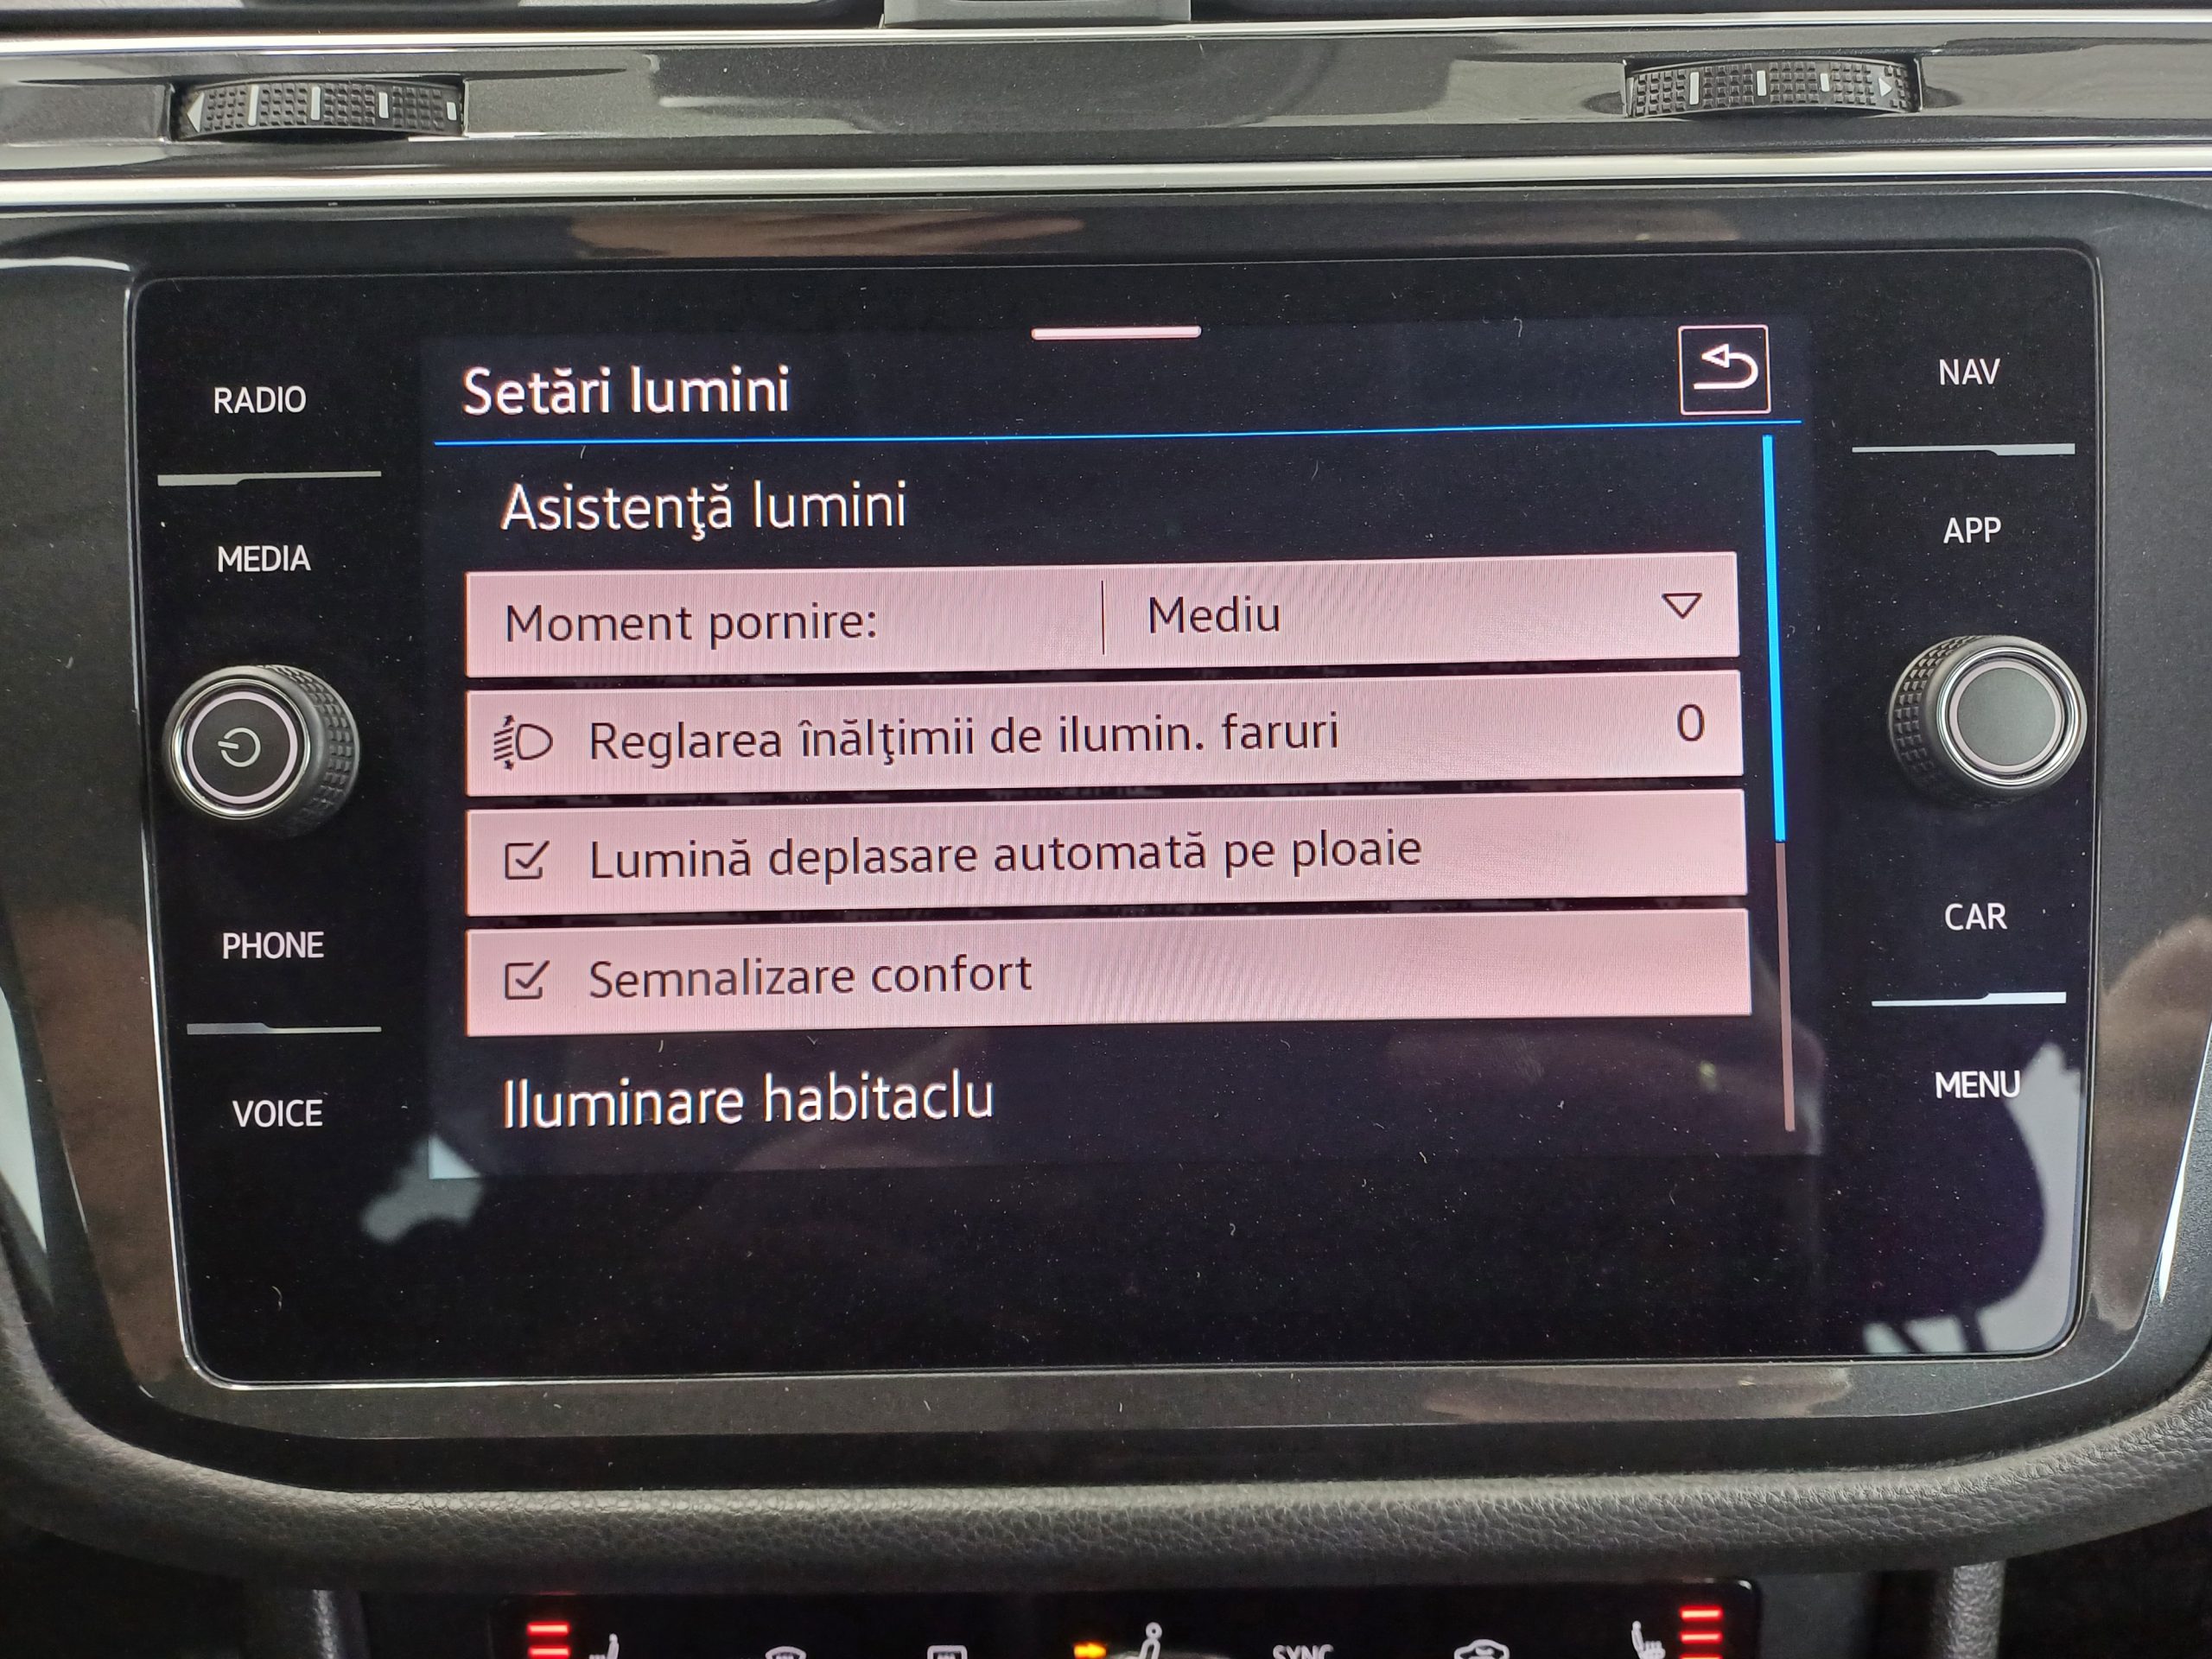 RADIO
MEDIA
PHONE
VOICE
Setări lumini
Asistenţă lumini
Moment pornire: Mediu
Reglarea înălţimii de ilumin. faruri 0
Lumină deplasare automată pe ploaie
Semnalizare confort
Iluminare habitaclu
NAV
APP
CAR
MENU
SYNC